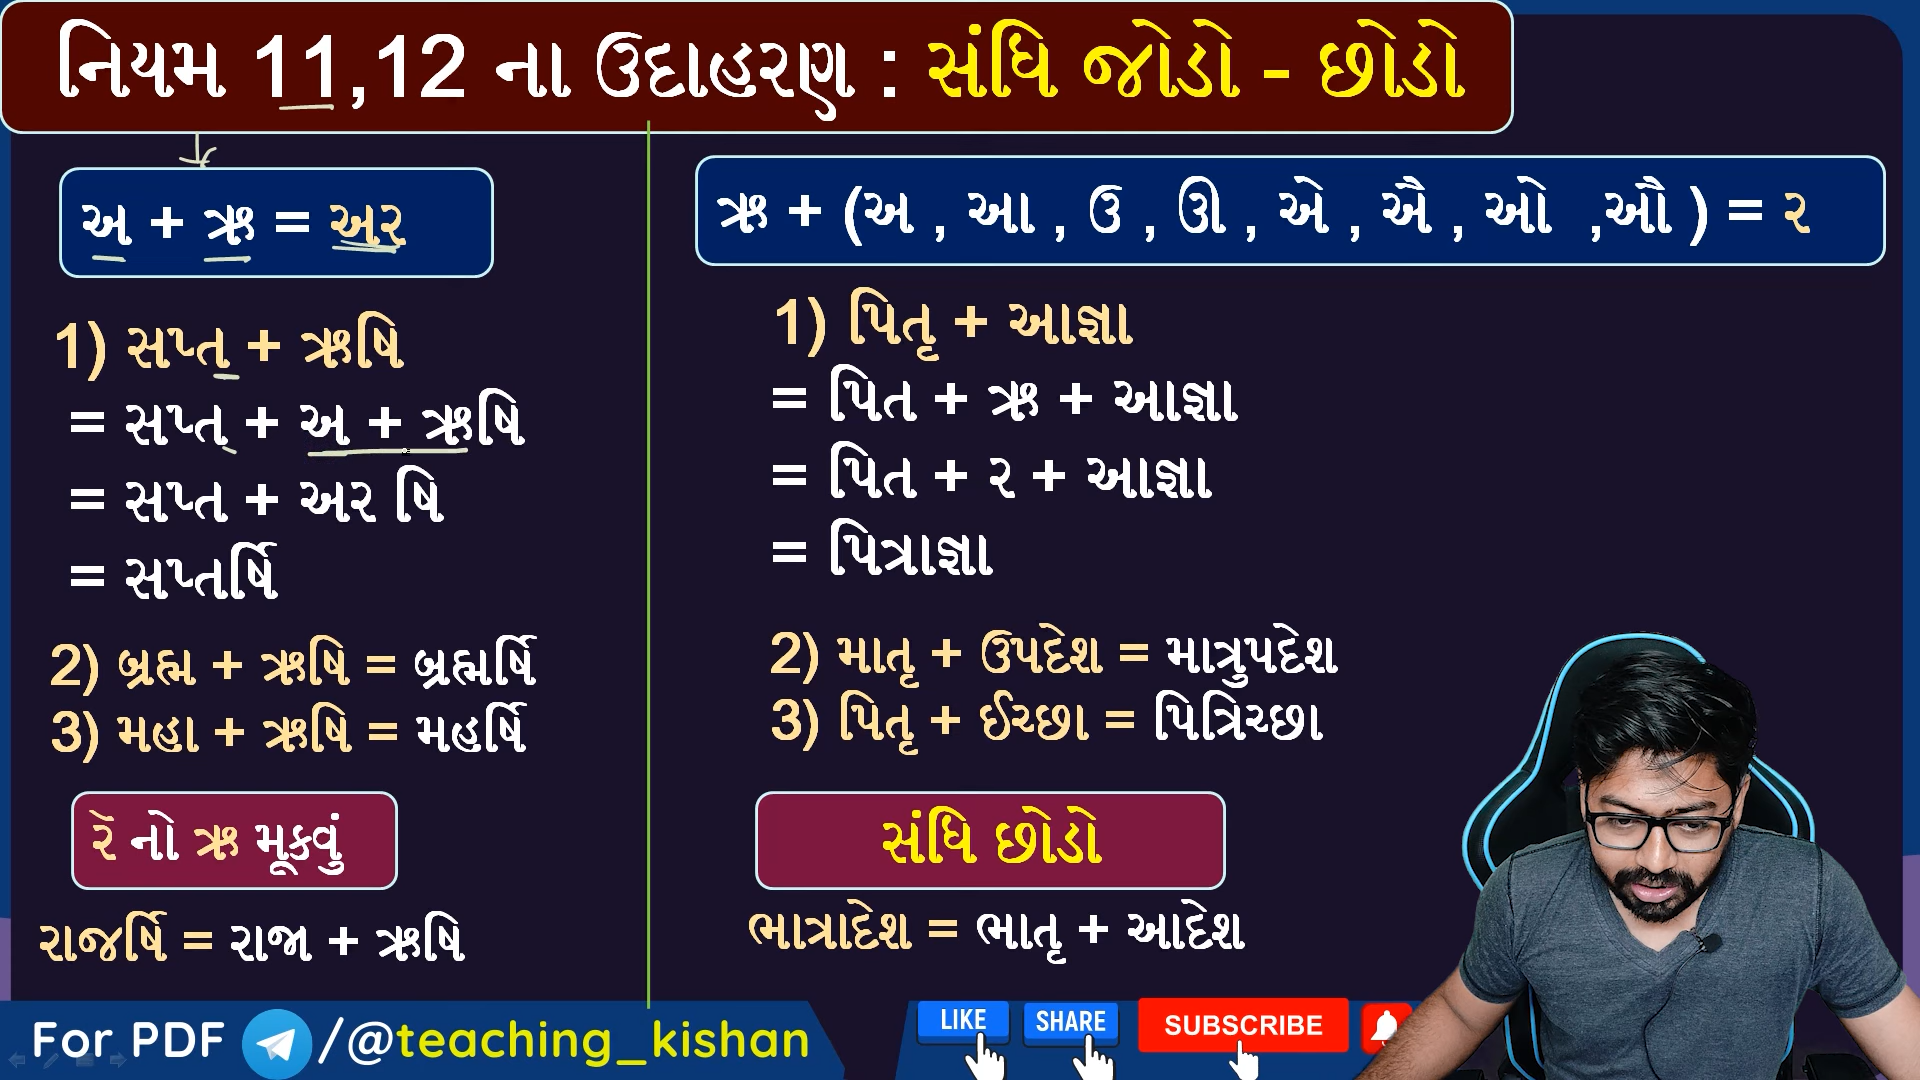 નિયમ 11,12 ના ઉદાહરણ : સંધિ જોડો - છોડો
અ + ઋ = અર
1) સપ્ત + ઋષિ
= સપ્ત્ + અ + ઋષિ
= સપ્ત + અર ષિ
= સપ્તર્ષિ
2) બ્રહ્મ + ઋષિ = બ્રહ્મર્ષિ
3) મહા + ઋષિ = મહર્ષિ
રૅ નો ઋ મૂકવું
રાજર્ષિ = રાજા + ઋષિ
ઋ + (અ , આ , ઉ , ઊ , એ , ઐ , ઓ ,ઔ ) = ર
1) પિતૃ + આજ્ઞા
= પિત + ઋ + આજ્ઞા
= પિત + ર + આજ્ઞા
= પિત્રાજ્ઞા
2) માતૃ + ઉપદેશ = માત્રુપદેશ
3) પિતૃ + ઈચ્છા = પિત્રિચ્છા
સંધિ છોડો
ભાત્રાદેશ = ભાતૃ + આદેશ
For PDF /@teaching_kishan
LIKE SHARE SUBSCRIBE